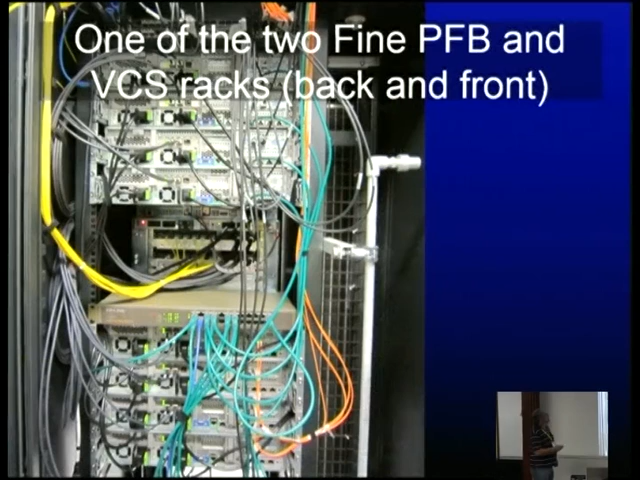 One of the two Fine PFB and
VCS racks (back and front)